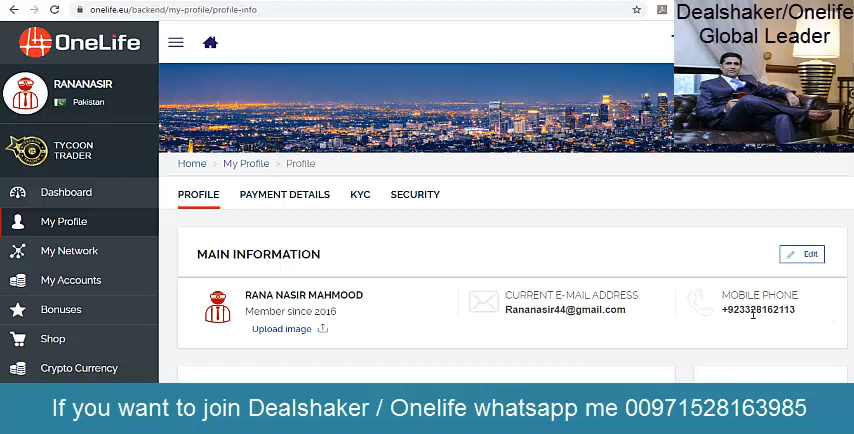 onelife.eu/backend/my-profile/profile-info
Dealshaker/Onelife
Global Leader
OneLife
RANANASIR
Pakistan
TYCOON
TRADER
Dashboard
My Profile
My Network
My Accounts
Bonuses
Shop
Crypto Currency
Home > My Profile > Profile
PROFILE PAYMENT DETAILS KYC SECURITY
MAIN INFORMATION
Edit
RANA NASIR MAHMOOD
Member since 2016
Upload image
CURRENT E-MAIL ADDRESS:
Rananasir44@gmail.com
MOBILE PHONE:
+923328162113
If you want to join Dealshaker / Onelife whatsapp me 00971528163985